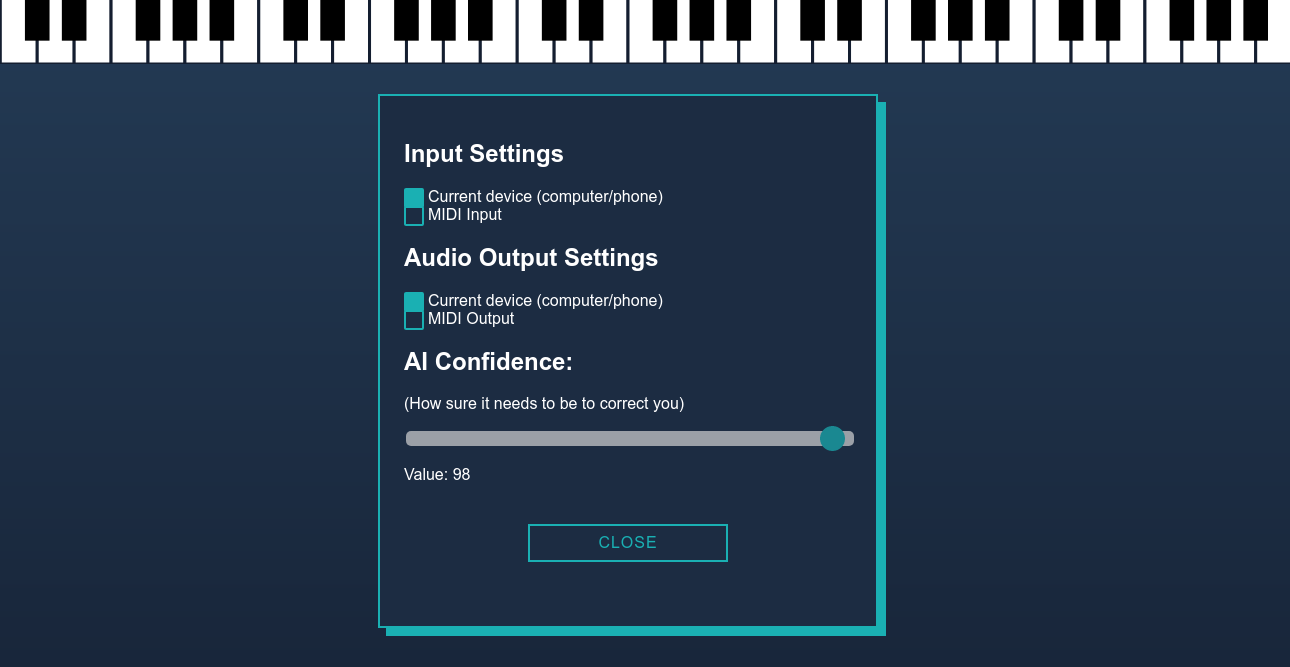 Input Settings
Current device (computer/phone)
MIDI Input
Audio Output Settings
Current device (computer/phone)
MIDI Output
AI Confidence:
(How sure it needs to be to correct you)
Value: 98
CLOSE